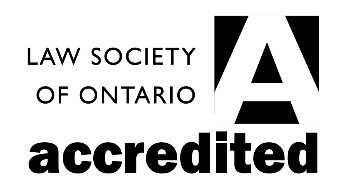 LAW SOCIETY
OF ONTARIO
A
accredited